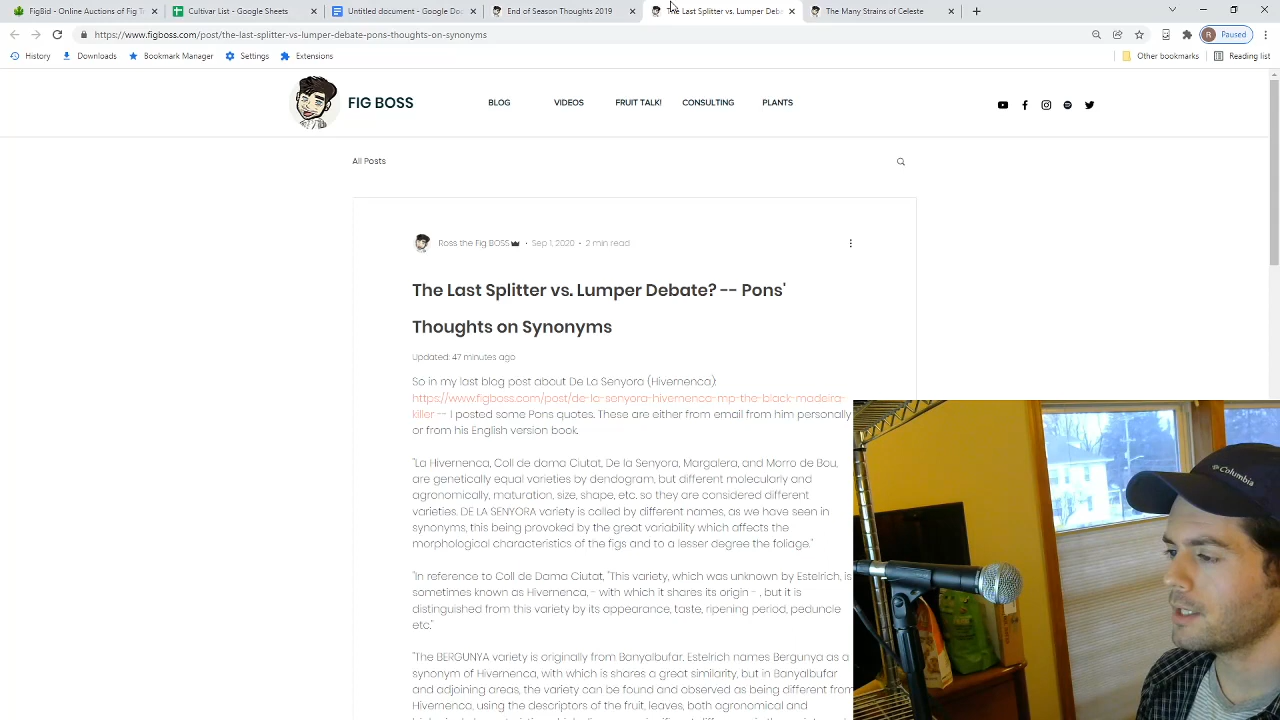 FigBid - Online Auctions of Fig T
Cultivar List - Google Sheets
Untitled document - Google Doc
End of Season Thoughts 2019
The Last Splitter vs. Lumper Deb
The Many Strains of Celeste
https://www.figboss.com/post/the-last-splitter-vs-lumper-debate-pons-thoughts-on-synonyms
R Paused
History
Downloads
Bookmark Manager
Settings
Extensions
Other bookmarks
Reading list
FIG BOSS
BLOG
VIDEOS
FRUIT TALK!
CONSULTING
PLANTS
All Posts
Ross the Fig BOSS · Sep 1, 2020 · 2 min read
The Last Splitter vs. Lumper Debate? -- Pons'
Thoughts on Synonyms
Updated: 47 minutes ago
So in my last blog post about De La Senyora (Hivernenca):
https://www.figboss.com/post/de-la-senyora-hivernenca-mp-the-black-madeira-
killer -- I posted some Pons quotes. These are either from email from him personally
or from his English version book.
"La Hivernenca, Coll de dama Ciutat, De la Senyora, Margalera, and Morro de Bou,
are genetically equal varieties by dendogram, but different molecularly and
agronomically, maturation, size, shape, etc. so they are considered different
varieties. DE LA SENYORA variety is called by different names, as we have seen in
synonyms, this being provoked by the great variability which affects the
morphological characteristics of the figs and to a lesser degree the foliage."
"In reference to Coll de Dama Ciutat, "This variety, which was unknown by Estelrich, is
sometimes known as Hivernenca, - with which it shares its origin - , but it is
distinguished from this variety by its appearance, taste, ripening period, peduncle
etc."
"The BERGUNYA variety is originally from Banyalbufar. Estelrich names Bergunya as a
synonym of Hivernenca, with which is shares a great similarity, but in Banyalbufar
and adjoining areas, the variety can be found and observed as being different from
Hivernenca, using the descriptors of the fruit, leaves, both agronomical and
Columbia